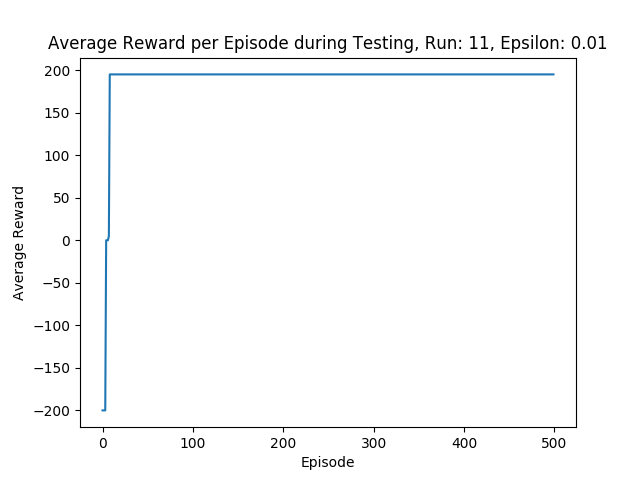 Average Reward per Episode during Testing, Run: 11, Epsilon: 0.01
200
150
100
50
0
−50
−100
−150
−200
Average Reward
0 100 200 300 400 500
Episode